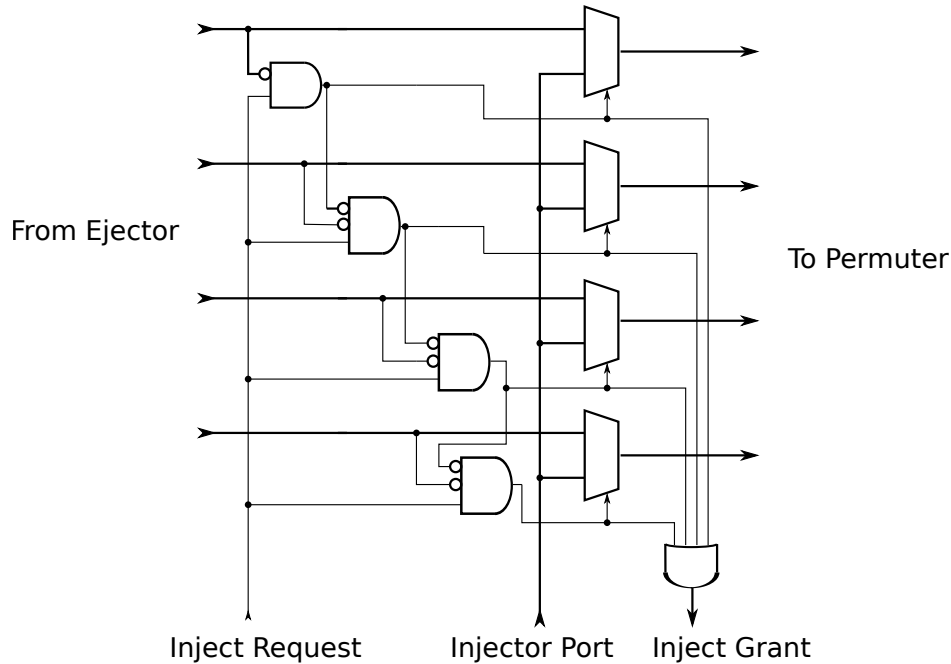 From Ejector
To Permuter
Inject Request
Injector Port
Inject Grant